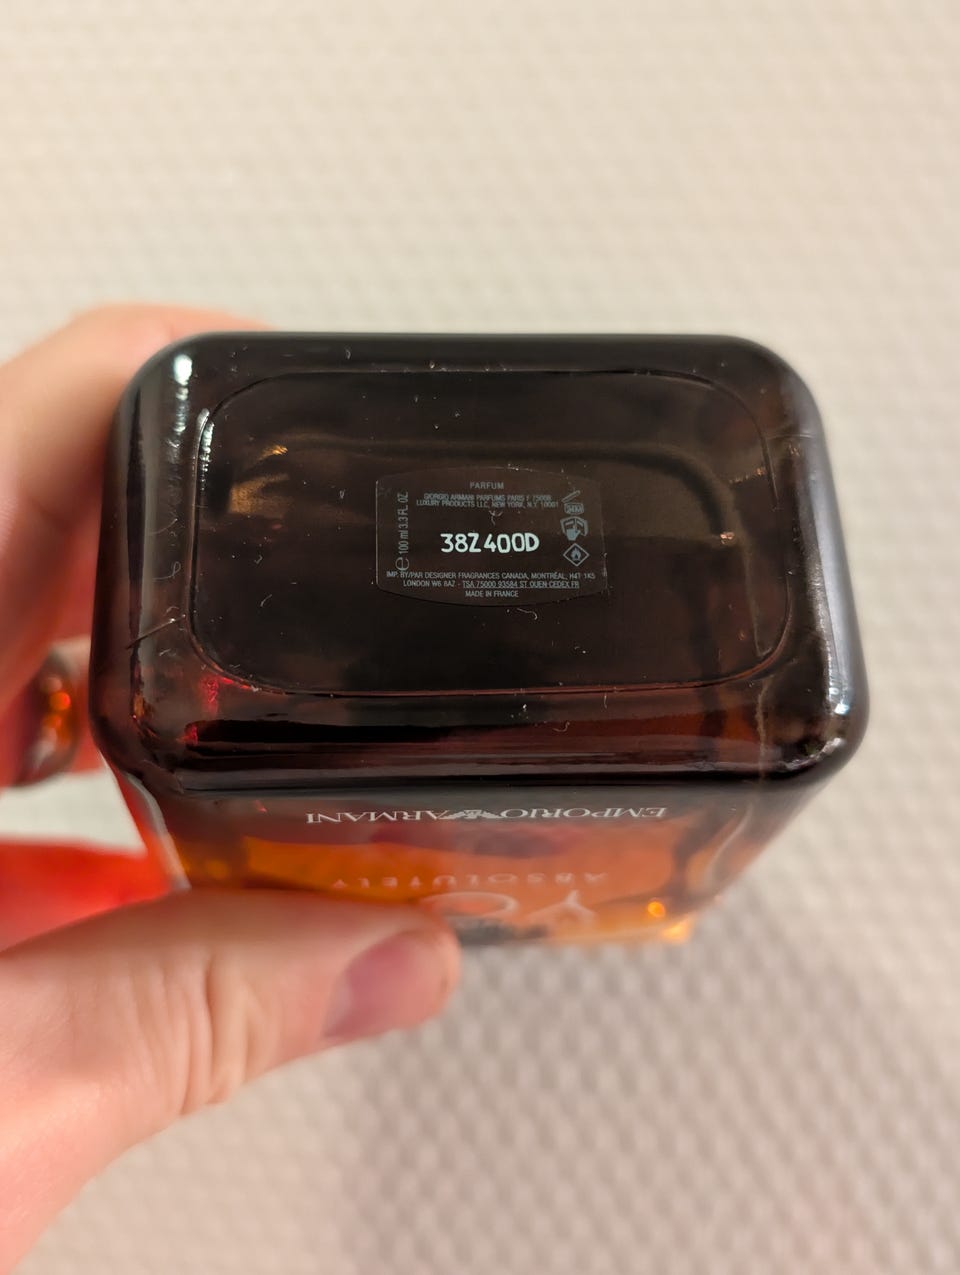 PARFUM
GIORGIO ARMANI PARFUMS PARIS F 75008
LUXURY PRODUCTS LLC, NEW YORK, N.Y. 10001
24M
e 100 ml 3.3 FL. OZ
38Z400D
IMP. BY/PAR DESIGNER FRAGRANCES CANADA, MONTRÉAL, H4T 1K5
LONDON W6 8AZ - TSA 75000 93584 ST OUEN CEDEX FR
MADE IN FRANCE
EMPORIO ARMANI
ABSOLUTELY
YO